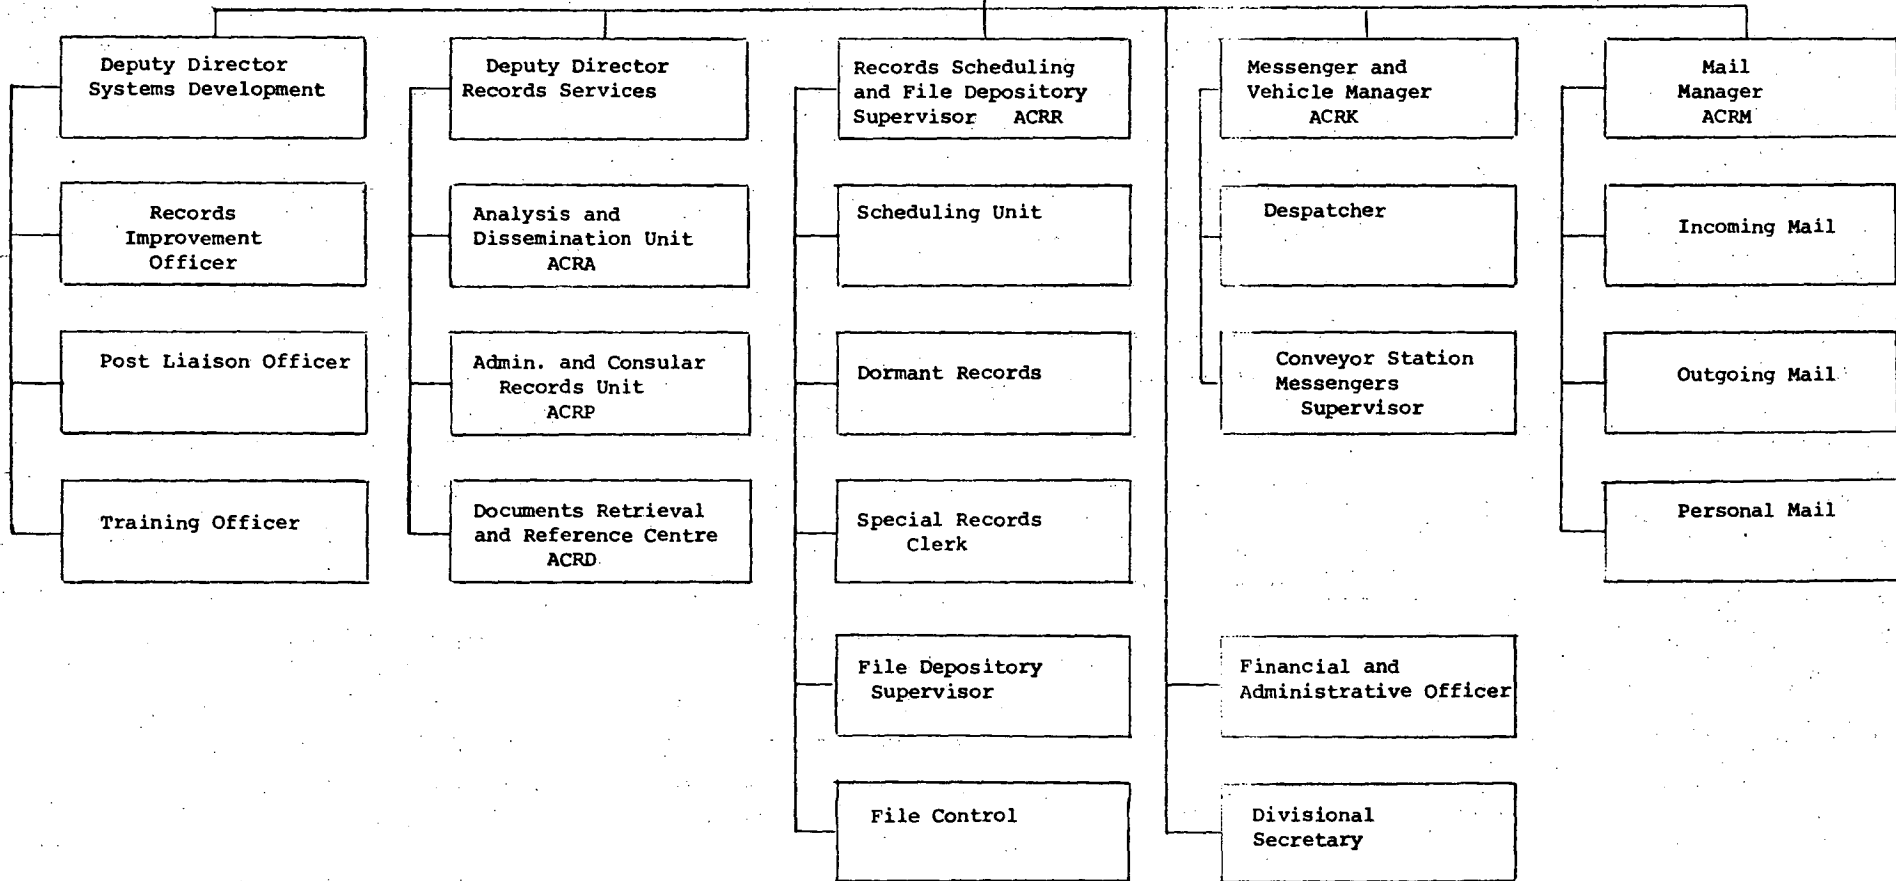 Deputy Director
Systems Development
Records
Improvement
Officer
Post Liaison Officer
Training Officer
Deputy Director
Records Services
Analysis and
Dissemination Unit
ACRA
Admin. and Consular
Records Unit
ACRP
Documents Retrieval
and Reference Centre
ACRD
Records Scheduling
and File Depository
Supervisor ACRR
Scheduling Unit
Dormant Records
Special Records
Clerk
File Depository
Supervisor
File Control
Messenger and
Vehicle Manager
ACRK
Despatcher
Conveyor Station
Messengers
Supervisor
Financial and
Administrative Officer
Divisional
Secretary
Mail
Manager
ACRM
Incoming Mail
Outgoing Mail
Personal Mail